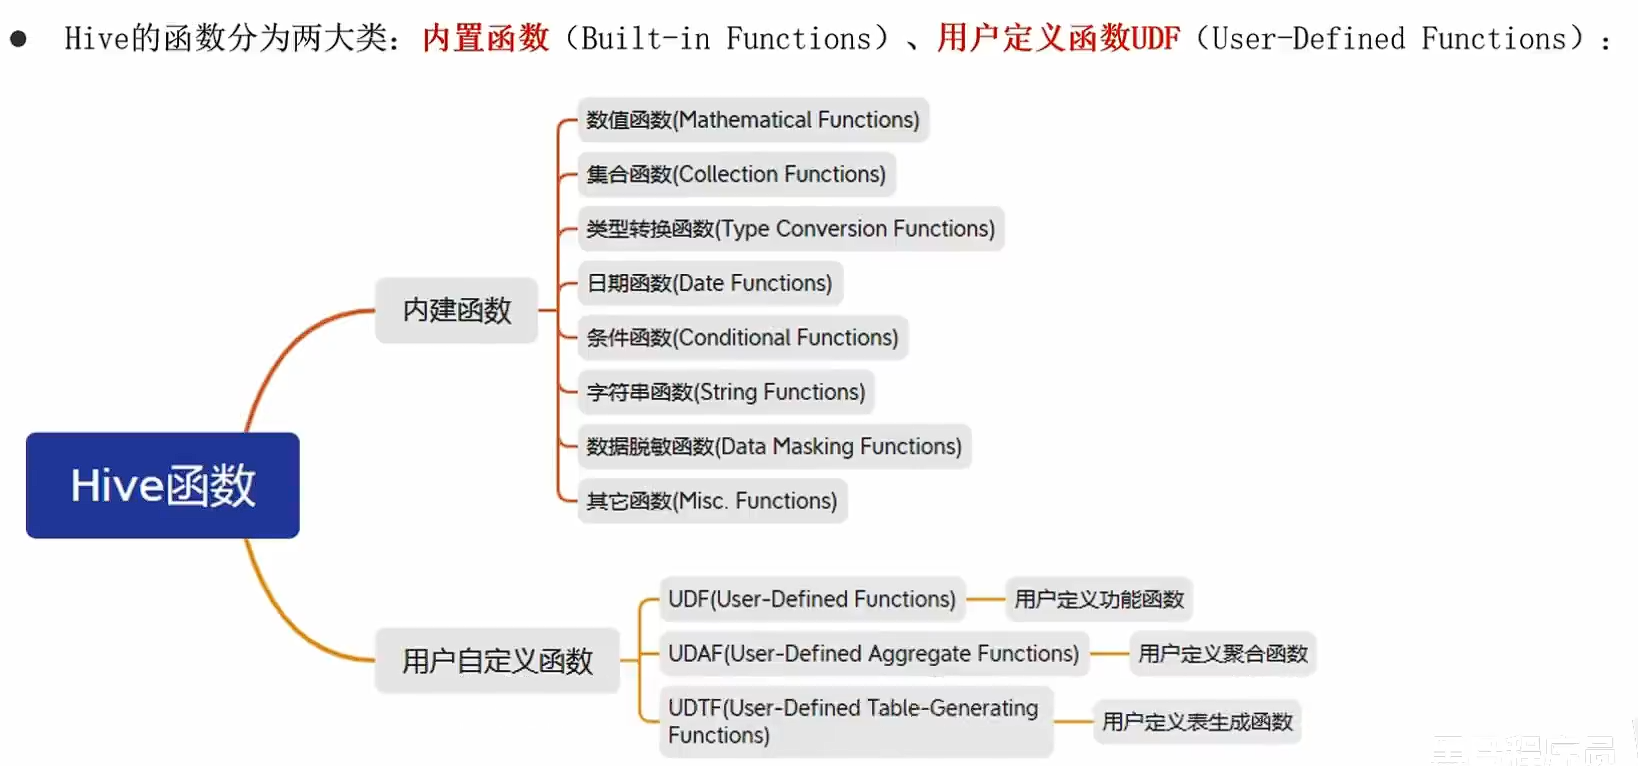 ● Hive的函数分为两大类：内置函数（Built-in Functions）、用户定义函数UDF（User-Defined Functions）：
数值函数(Mathematical Functions)
集合函数(Collection Functions)
类型转换函数(Type Conversion Functions)
日期函数(Date Functions)
内建函数
条件函数(Conditional Functions)
字符串函数(String Functions)
数据脱敏函数(Data Masking Functions)
其它函数(Misc. Functions)
Hive函数
UDF(User-Defined Functions)
用户定义功能函数
用户自定义函数
UDAF(User-Defined Aggregate Functions)
用户定义聚合函数
UDTF(User-Defined Table-Generating
Functions)
用户定义表生成函数